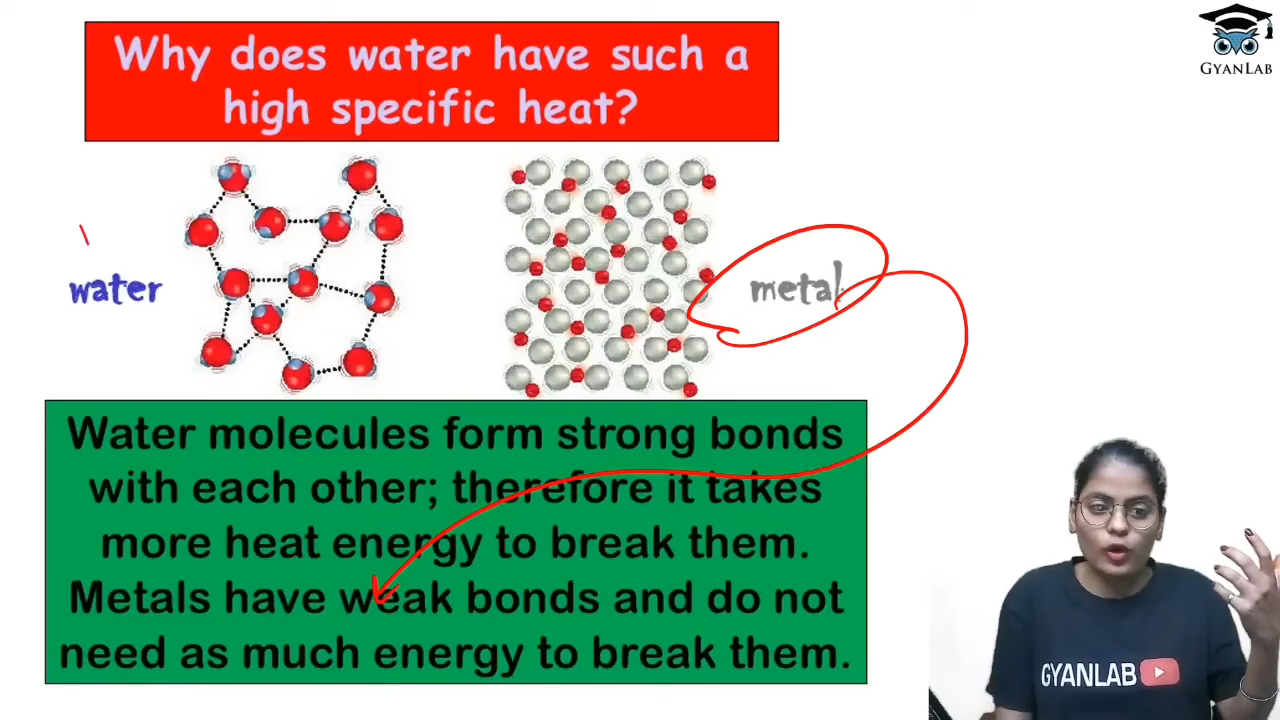 Why does water have such a
high specific heat?
GYANLAB
water
metal
Water molecules form strong bonds
with each other; therefore it takes
more heat energy to break them.
Metals have weak bonds and do not
need as much energy to break them.
GYANLAB